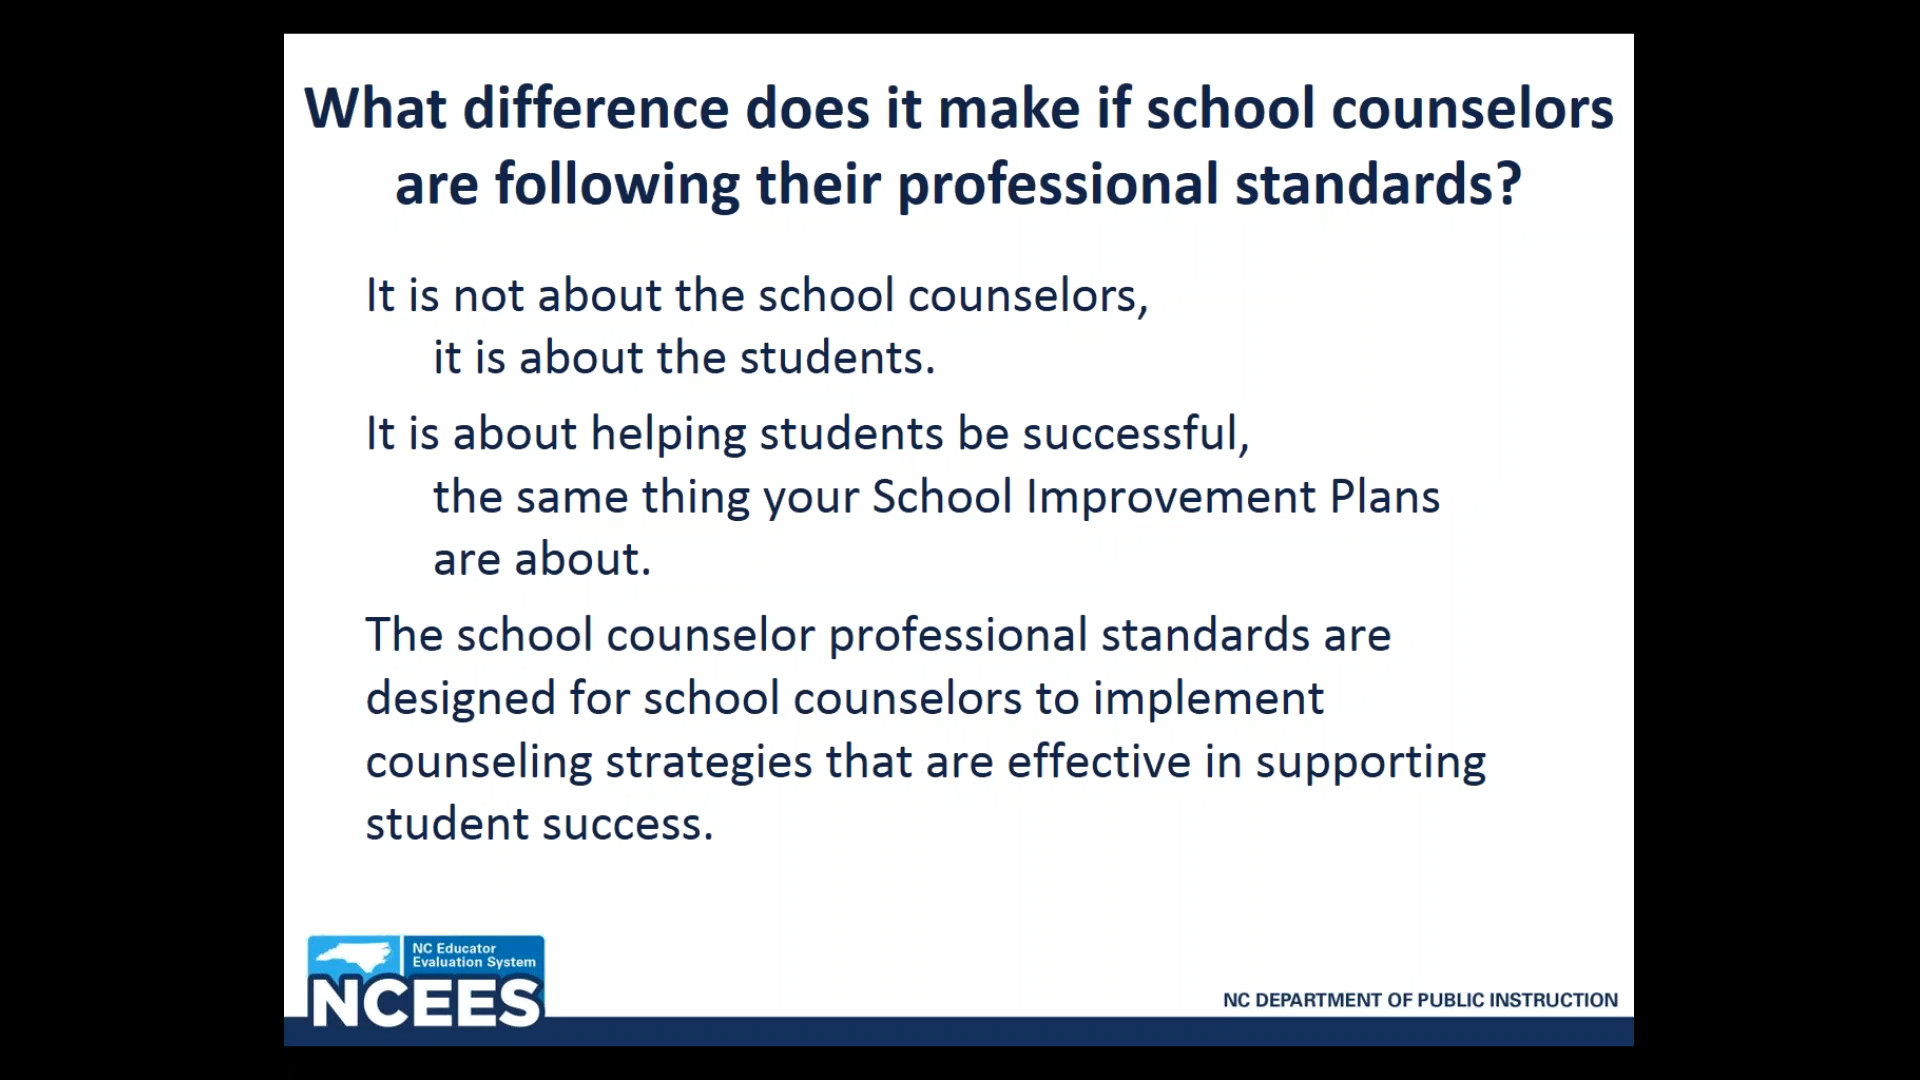 What difference does it make if school counselors
are following their professional standards?
It is not about the school counselors,
it is about the students.
It is about helping students be successful,
the same thing your School Improvement Plans
are about.
The school counselor professional standards are
designed for school counselors to implement
counseling strategies that are effective in supporting
student success.
NC Educator
Evaluation System
NCEES
NC DEPARTMENT OF PUBLIC INSTRUCTION